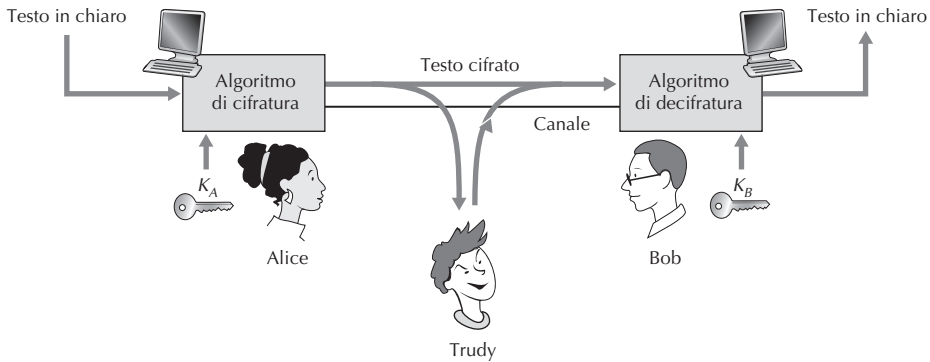 Testo in chiaro
Testo in chiaro
Algoritmo
di cifratura
Testo cifrato
Algoritmo
di decifratura
Canale
K_A
K_B
Alice
Bob
Trudy